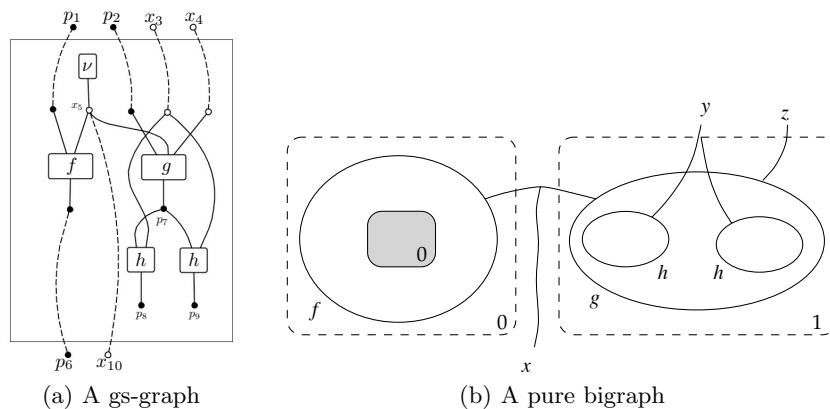 p1 p2 x3 x4
ν
x5
f g
p7
h h
p8 p9
p6 x10
(a) A gs-graph
y z
0
h h
f g
0 1
x
(b) A pure bigraph